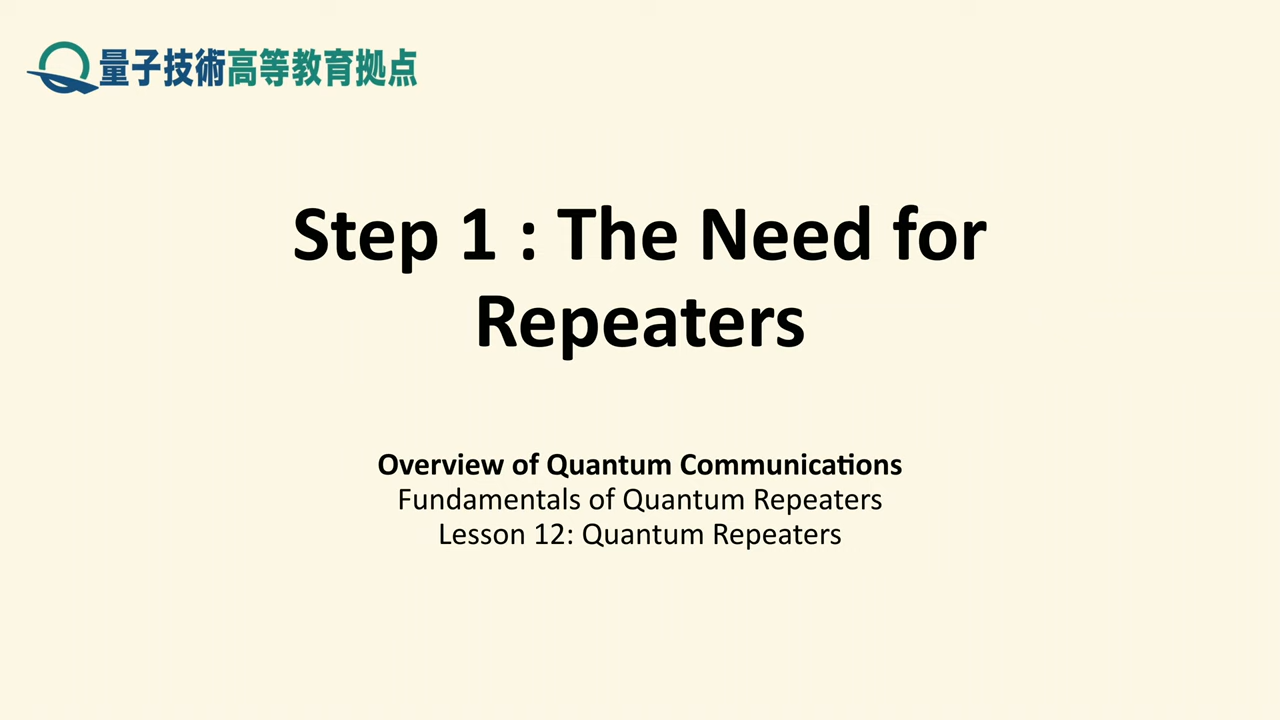 量子技術高等教育拠点
Step 1 : The Need for
Repeaters
Overview of Quantum Communications
Fundamentals of Quantum Repeaters
Lesson 12: Quantum Repeaters